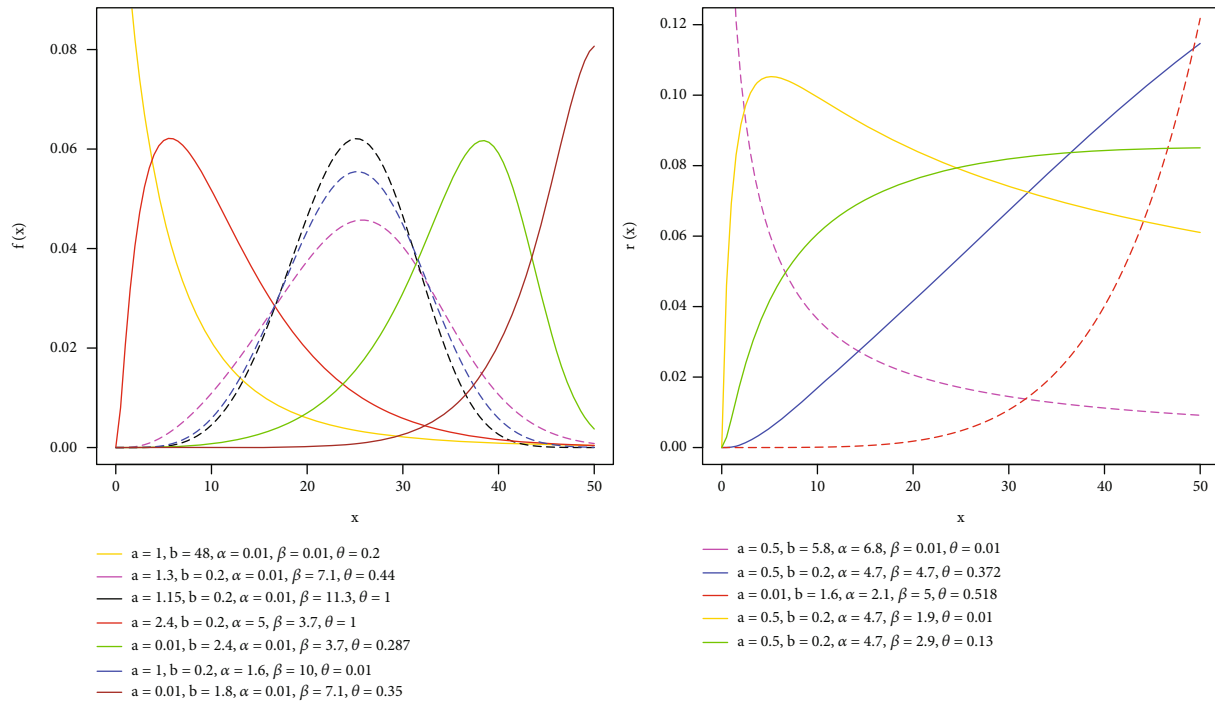 0.08
0.06
0.04
0.02
0.00
f (x)
0 10 20 30 40 50
x
a = 1, b = 48, α = 0.01, β = 0.01, θ = 0.2
a = 1.3, b = 0.2, α = 0.01, β = 7.1, θ = 0.44
a = 1.15, b = 0.2, α = 0.01, β = 11.3, θ = 1
a = 2.4, b = 0.2, α = 5, β = 3.7, θ = 1
a = 0.01, b = 2.4, α = 0.01, β = 3.7, θ = 0.287
a = 1, b = 0.2, α = 1.6, β = 10, θ = 0.01
a = 0.01, b = 1.8, α = 0.01, β = 7.1, θ = 0.35
0.12
0.10
0.08
0.06
0.04
0.02
0.00
r (x)
0 10 20 30 40 50
x
a = 0.5, b = 5.8, α = 6.8, β = 0.01, θ = 0.01
a = 0.5, b = 0.2, α = 4.7, β = 4.7, θ = 0.372
a = 0.01, b = 1.6, α = 2.1, β = 5, θ = 0.518
a = 0.5, b = 0.2, α = 4.7, β = 1.9, θ = 0.01
a = 0.5, b = 0.2, α = 4.7, β = 2.9, θ = 0.13